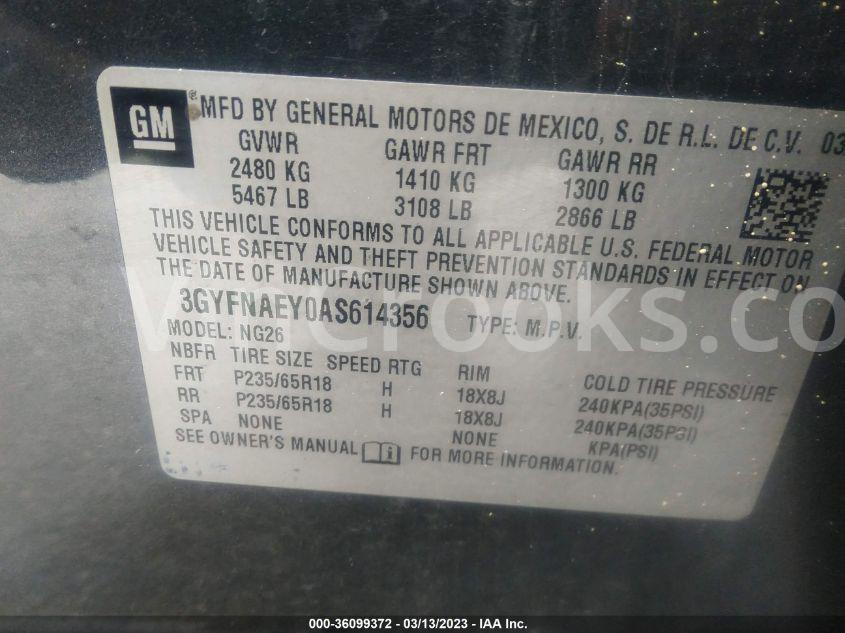 GM ® MFD BY GENERAL MOTORS DE MEXICO, S. DE R.L. DE C.V. 03
GVWR GAWR FRT GAWR RR
2480 KG 1410 KG 1300 KG
5467 LB 3108 LB 2866 LB
THIS VEHICLE CONFORMS TO ALL APPLICABLE U.S. FEDERAL MOTOR
VEHICLE SAFETY AND THEFT PREVENTION STANDARDS IN EFFECT ON
THE DATE OF MANUFACTURE SHOWN ABOVE.
3GYFNAEY0AS614356 TYPE: M.P.V.
MODEL: NG26
NBFR TIRE SIZE SPEED RTG RIM COLD TIRE PRESSURE
FRT P235/65R18 H 18X8J 240KPA(35PSI)
RR P235/65R18 H 18X8J 240KPA(35PSI)
SPA NONE NONE KPA(PSI)
SEE OWNER'S MANUAL FOR MORE INFORMATION.
000-36099372 / 03/13/2023 - IAA Inc.